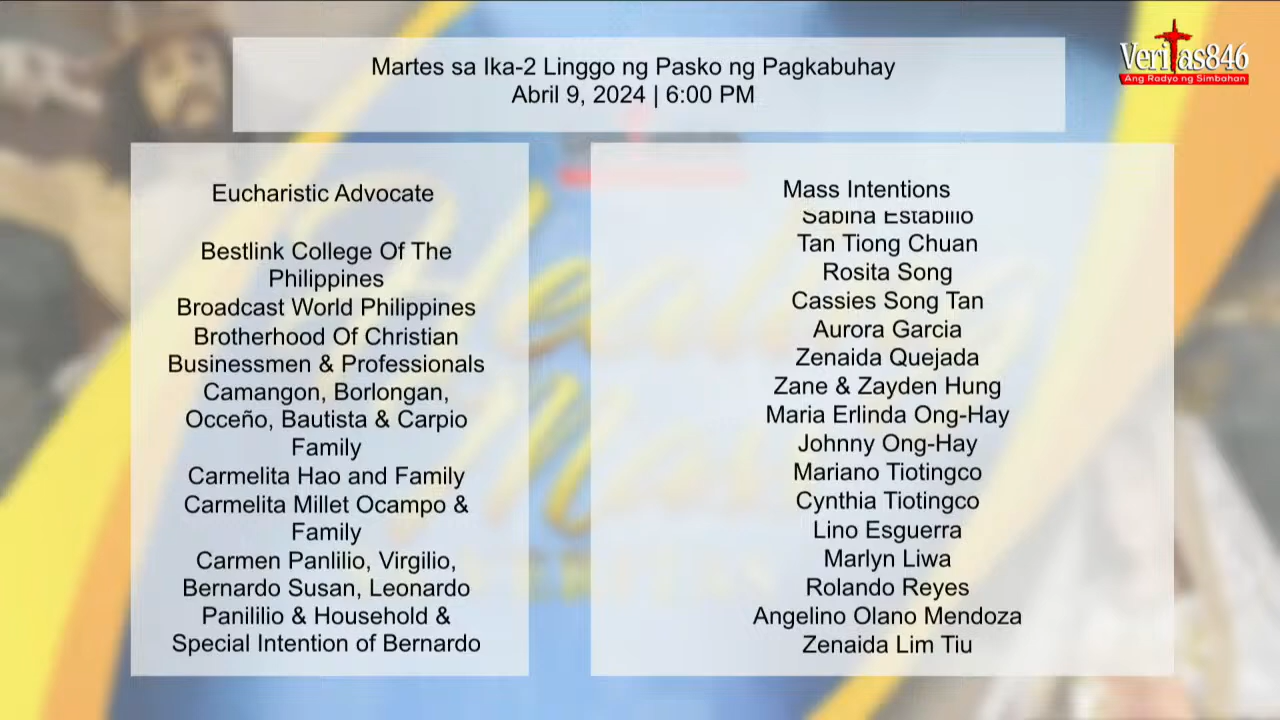 Martes sa Ika-2 Linggo ng Pasko ng Pagkabuhay
Abril 9, 2024 | 6:00 PM
Veritas846
Ang Radyo ng Simbahan
Eucharistic Advocate
Bestlink College Of The
Philippines
Broadcast World Philippines
Brotherhood Of Christian
Businessmen & Professionals
Camangon, Borlongan,
Occeño, Bautista & Carpio
Family
Carmelita Hao and Family
Carmelita Millet Ocampo &
Family
Carmen Panlilio, Virgilio,
Bernardo Susan, Leonardo
Panililio & Household &
Special Intention of Bernardo
Mass Intentions
Sabina Estabillo
Tan Tiong Chuan
Rosita Song
Cassies Song Tan
Aurora Garcia
Zenaida Quejada
Zane & Zayden Hung
Maria Erlinda Ong-Hay
Johnny Ong-Hay
Mariano Tiotingco
Cynthia Tiotingco
Lino Esguerra
Marlyn Liwa
Rolando Reyes
Angelino Olano Mendoza
Zenaida Lim Tiu